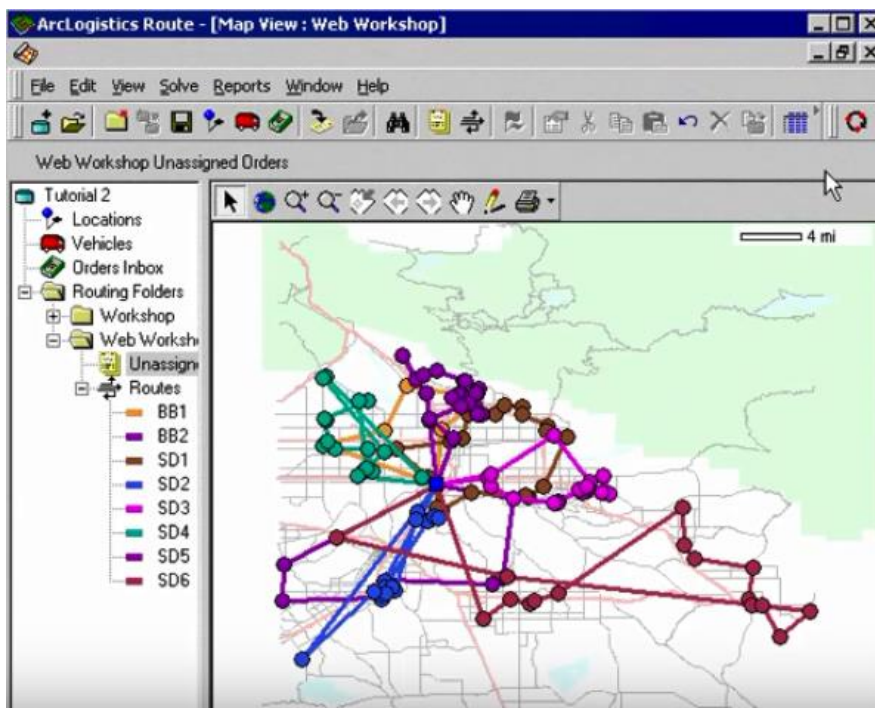 ArcLogistics Route - [Map View : Web Workshop]
File Edit View Solve Reports Window Help
Web Workshop Unassigned Orders
Tutorial 2
Locations
Vehicles
Orders Inbox
Routing Folders
Workshop
Web Worksh
Unassign
Routes
BB1
BB2
SD1
SD2
SD3
SD4
SD5
SD6
4 mi